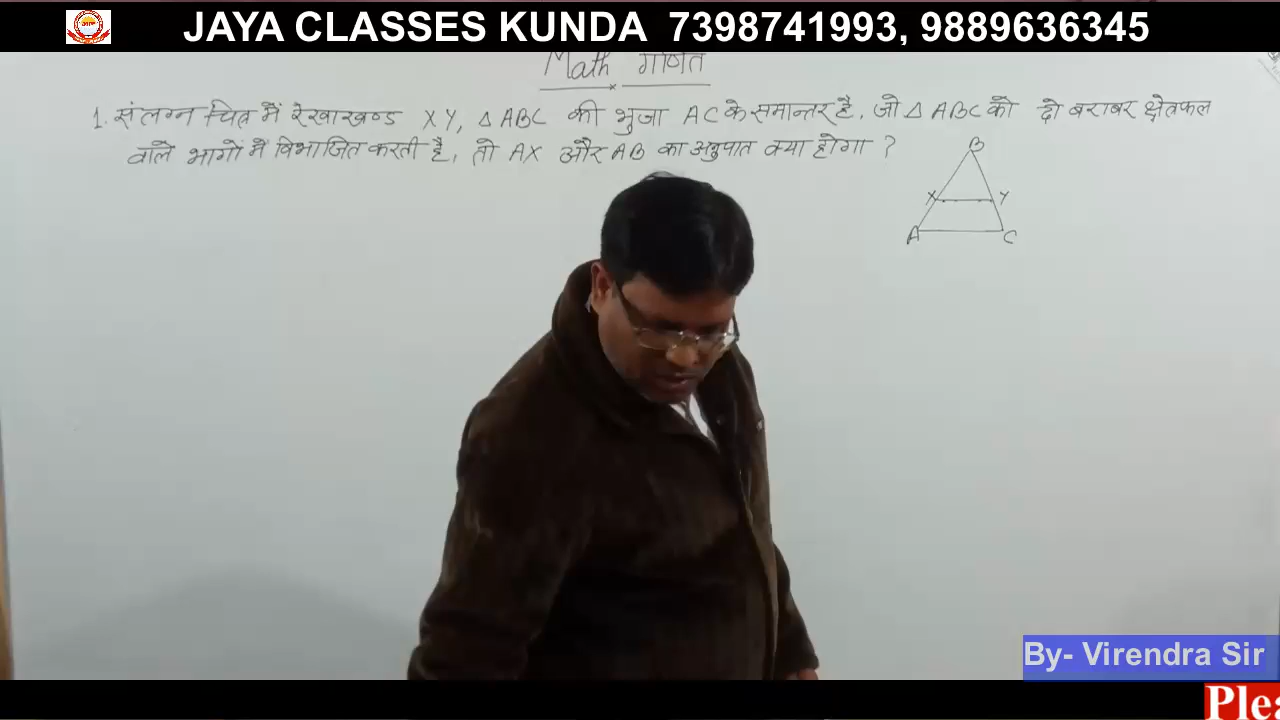 JAYA CLASSES KUNDA 7398741993, 9889636345
Math गणित
1. संलग्न चित्र में रेखाखण्ड XY, △ABC की भुजा AC के समान्तर है, जो △ABC को दो बराबर क्षेत्रफल
वाले भागों में विभाजित करती है, तो AX और AB का अनुपात क्या होगा ?
B
X Y
A C
By- Virendra Sir
Plea